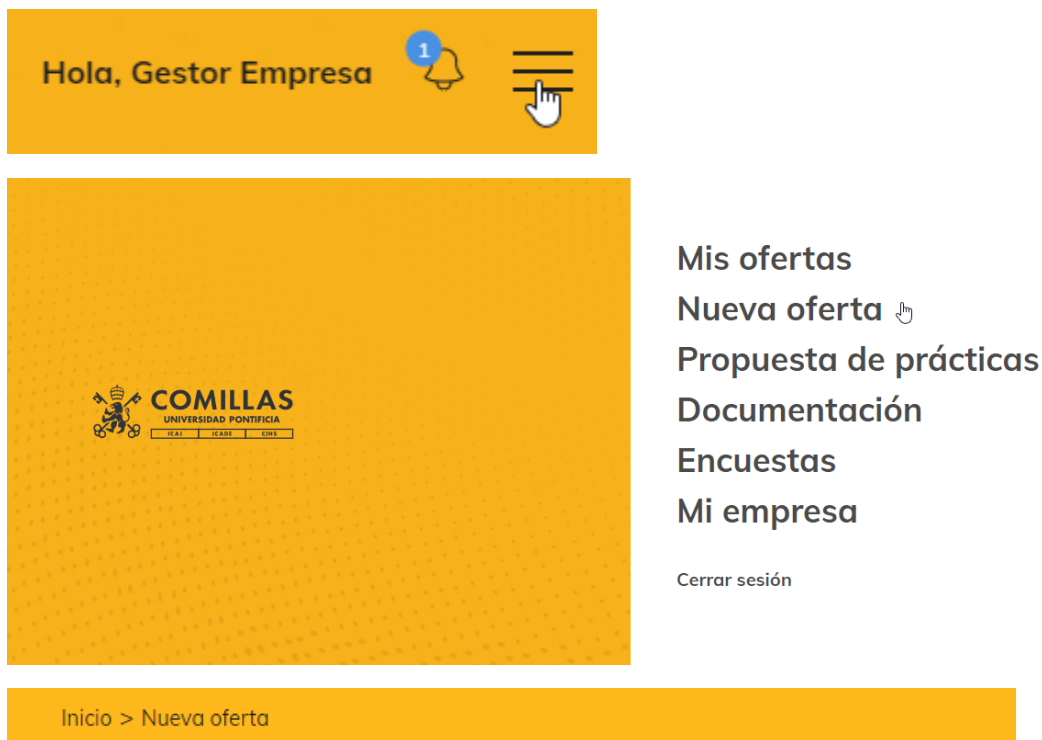 Hola, Gestor Empresa
1
Mis ofertas
Nueva oferta
Propuesta de prácticas
Documentación
Encuestas
Mi empresa
Cerrar sesión
COMILLAS
UNIVERSIDAD PONTIFICIA
ICAI ICADE CIHS
Inicio > Nueva oferta